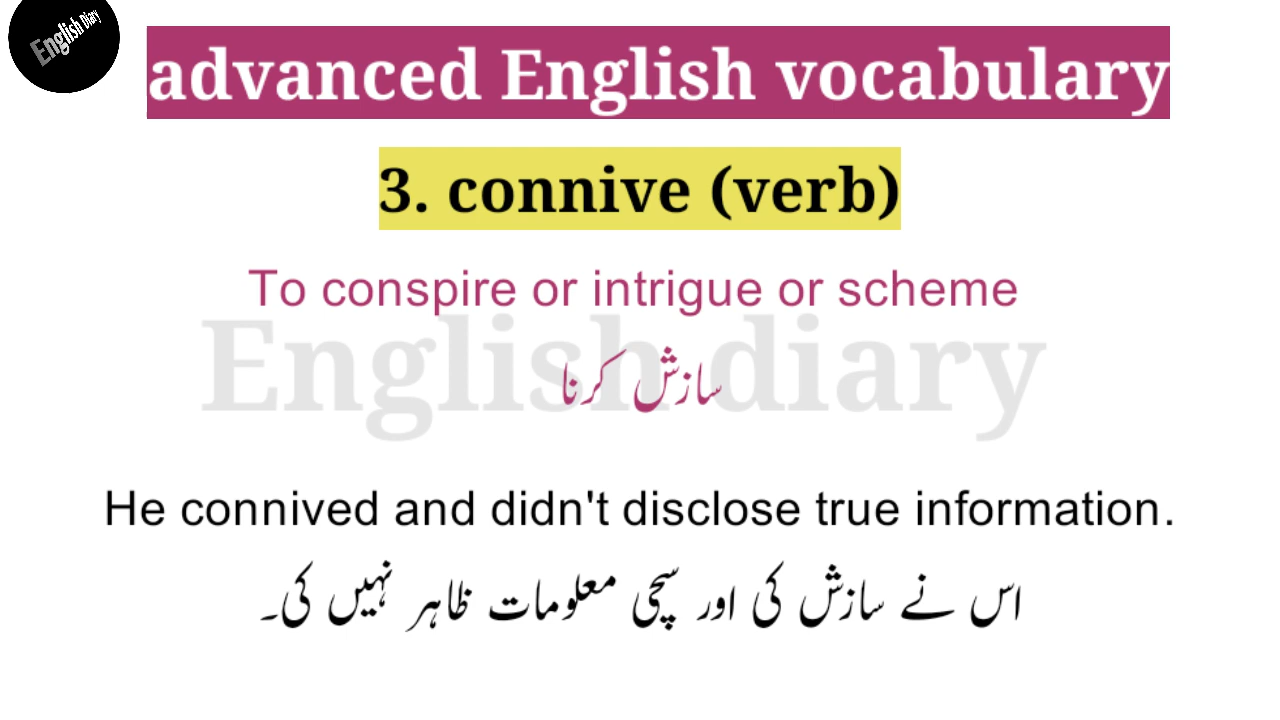 English Diary
advanced English vocabulary
3. connive (verb)
To conspire or intrigue or scheme
English diary
سازش کرنا
He connived and didn't disclose true information.
اس نے سازش کی اور سچی معلومات ظاہر نہیں کی۔